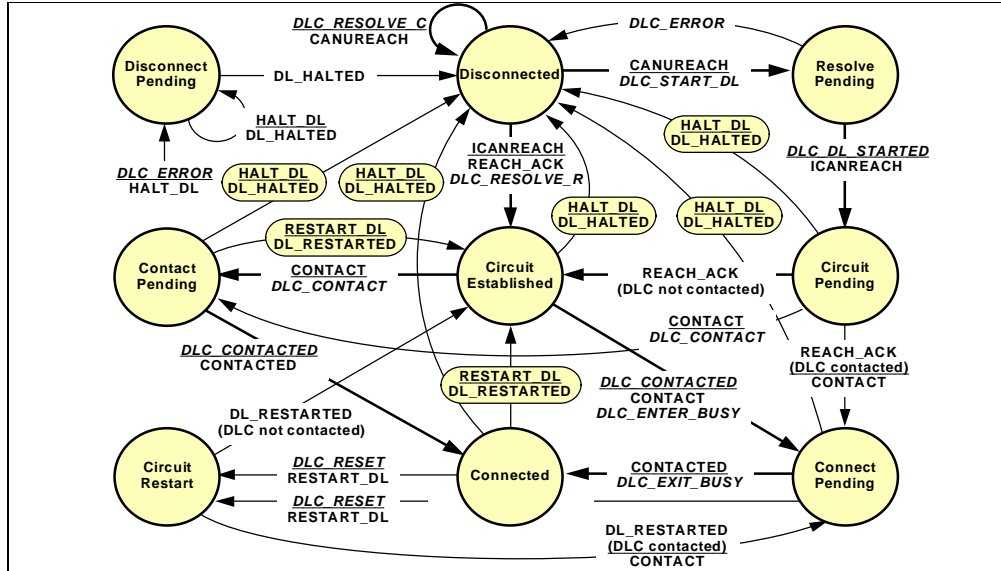 DLC_RESOLVE_C
CANUREACH
DLC_ERROR
Disconnect
Pending
DL_HALTED
Disconnected
CANUREACH
DLC_START_DL
Resolve
Pending
HALT_DL
DL_HALTED
HALT_DL
DL_HALTED
DLC_ERROR
HALT_DL
HALT_DL
DL_HALTED
HALT_DL
DL_HALTED
ICANREACH
REACH_ACK
DLC_RESOLVE_R
DLC_DL_STARTED
ICANREACH
HALT_DL
DL_HALTED
HALT_DL
DL_HALTED
RESTART_DL
DL_RESTARTED
Contact
Pending
CONTACT
DLC_CONTACT
Circuit
Established
REACH_ACK
(DLC not contacted)
Circuit
Pending
CONTACT
DLC_CONTACT
DLC_CONTACTED
CONTACTED
REACH_ACK
(DLC contacted)
CONTACT
RESTART_DL
DL_RESTARTED
DLC_CONTACTED
CONTACT
DLC_ENTER_BUSY
DL_RESTARTED
(DLC not contacted)
Circuit
Restart
DLC_RESET
RESTART_DL
Connected
CONTACTED
DLC_EXIT_BUSY
Connect
Pending
DLC_RESET
RESTART_DL
DL_RESTARTED
(DLC contacted)
CONTACT